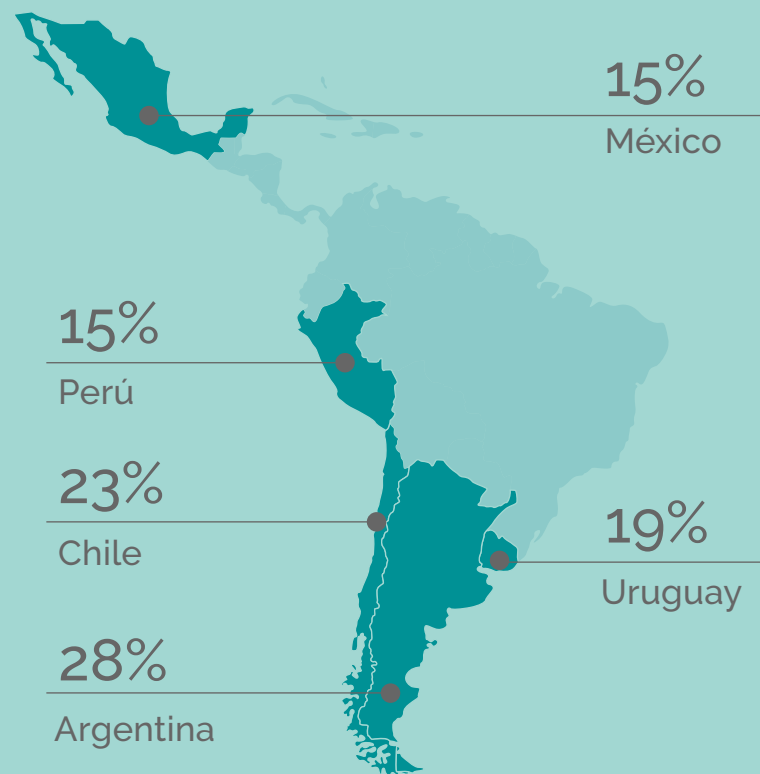 15%
México
15%
Perú
23%
Chile
19%
Uruguay
28%
Argentina